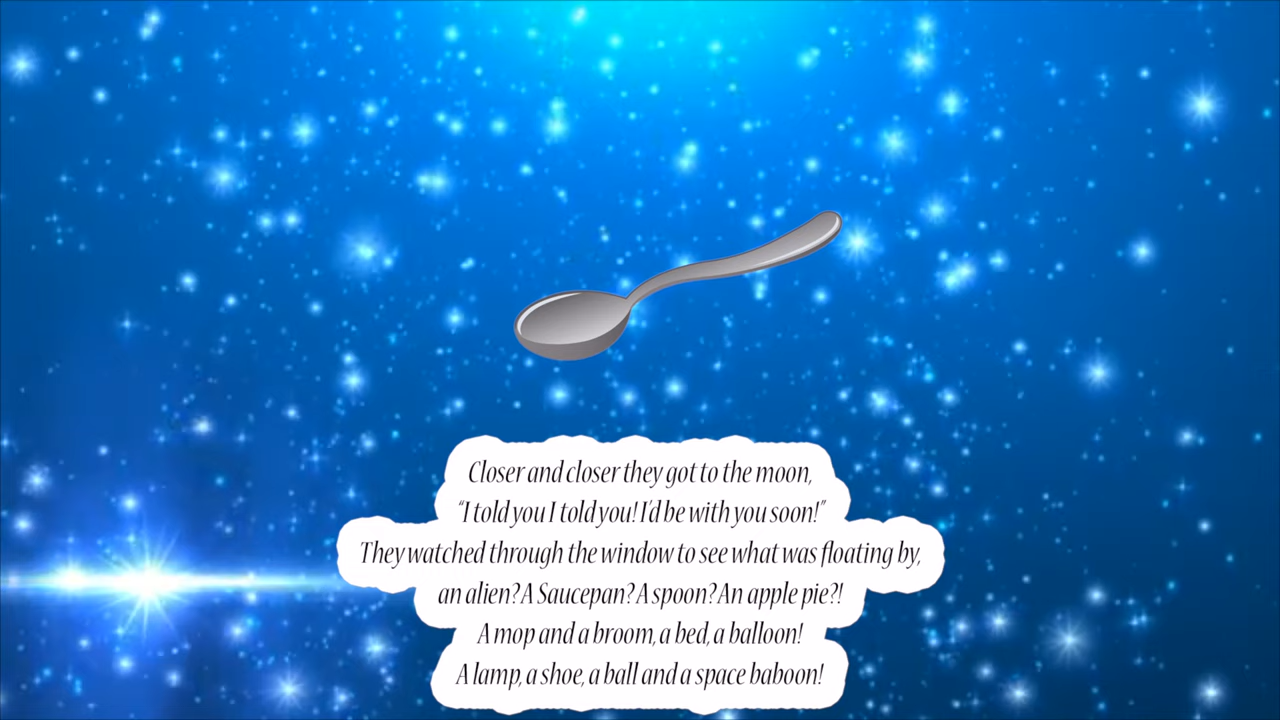 Closer and closer they got to the moon,
“I told you I told you! I'd be with you soon!”
They watched through the window to see what was floating by,
an alien? A Saucepan? A spoon? An apple pie?!
A mop and a broom, a bed, a balloon!
A lamp, a shoe, a ball and a space baboon!